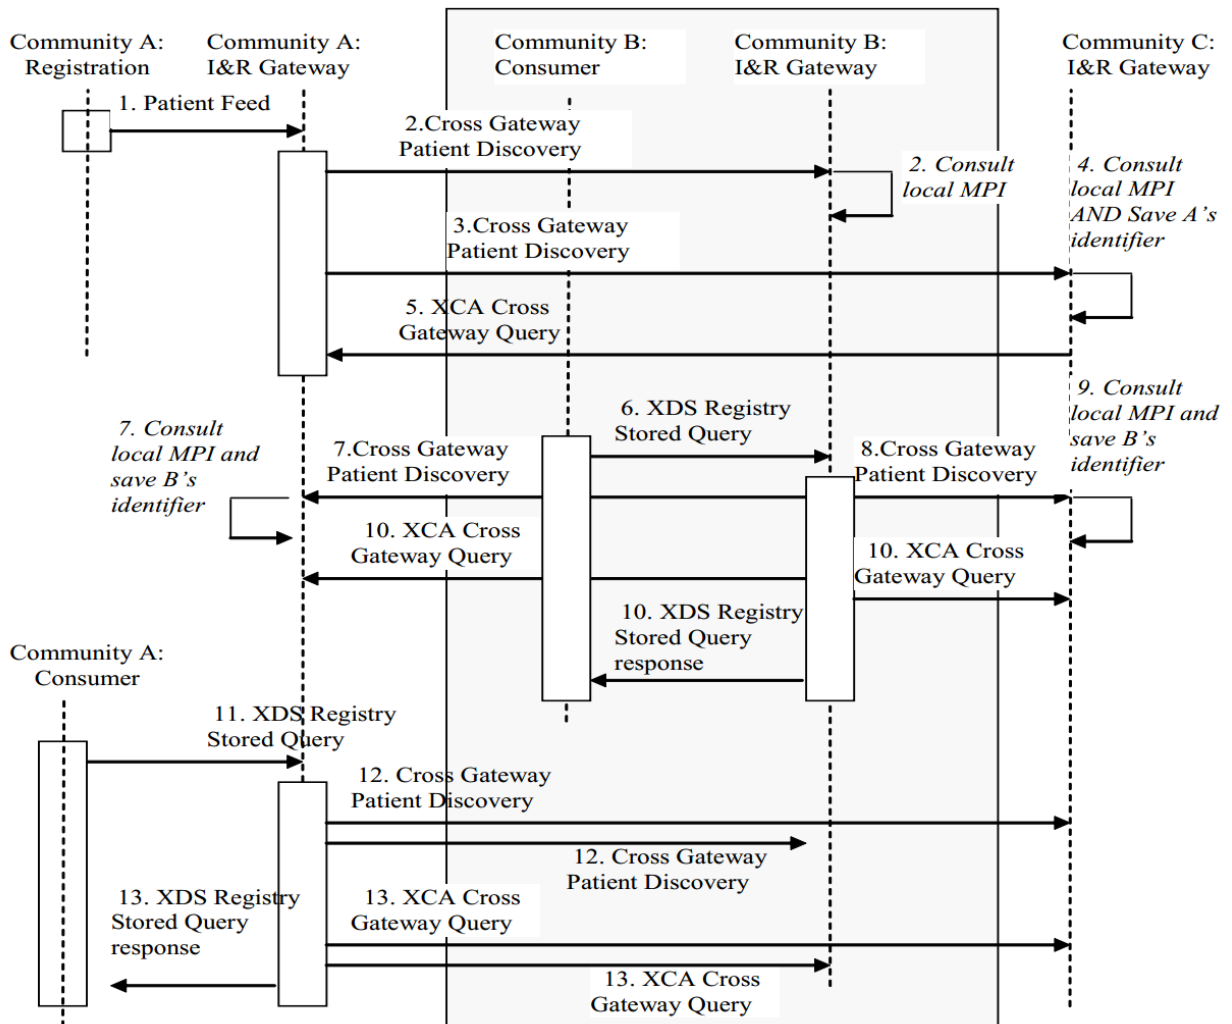 Community A:
Registration
Community A:
I&R Gateway
Community B:
Consumer
Community B:
I&R Gateway
Community C:
I&R Gateway
1. Patient Feed
2.Cross Gateway
Patient Discovery
2. Consult
local MPI
4. Consult
local MPI
AND Save A’s
identifier
3.Cross Gateway
Patient Discovery
5. XCA Cross
Gateway Query
6. XDS Registry
Stored Query
9. Consult
local MPI and
save B’s
identifier
7. Consult
local MPI and
save B’s
identifier
7.Cross Gateway
Patient Discovery
8.Cross Gateway
Patient Discovery
10. XCA Cross
Gateway Query
10. XCA Cross
Gateway Query
10. XDS Registry
Stored Query
response
Community A:
Consumer
11. XDS Registry
Stored Query
12. Cross Gateway
Patient Discovery
12. Cross Gateway
Patient Discovery
13. XDS Registry
Stored Query
response
13. XCA Cross
Gateway Query
13. XCA Cross
Gateway Query